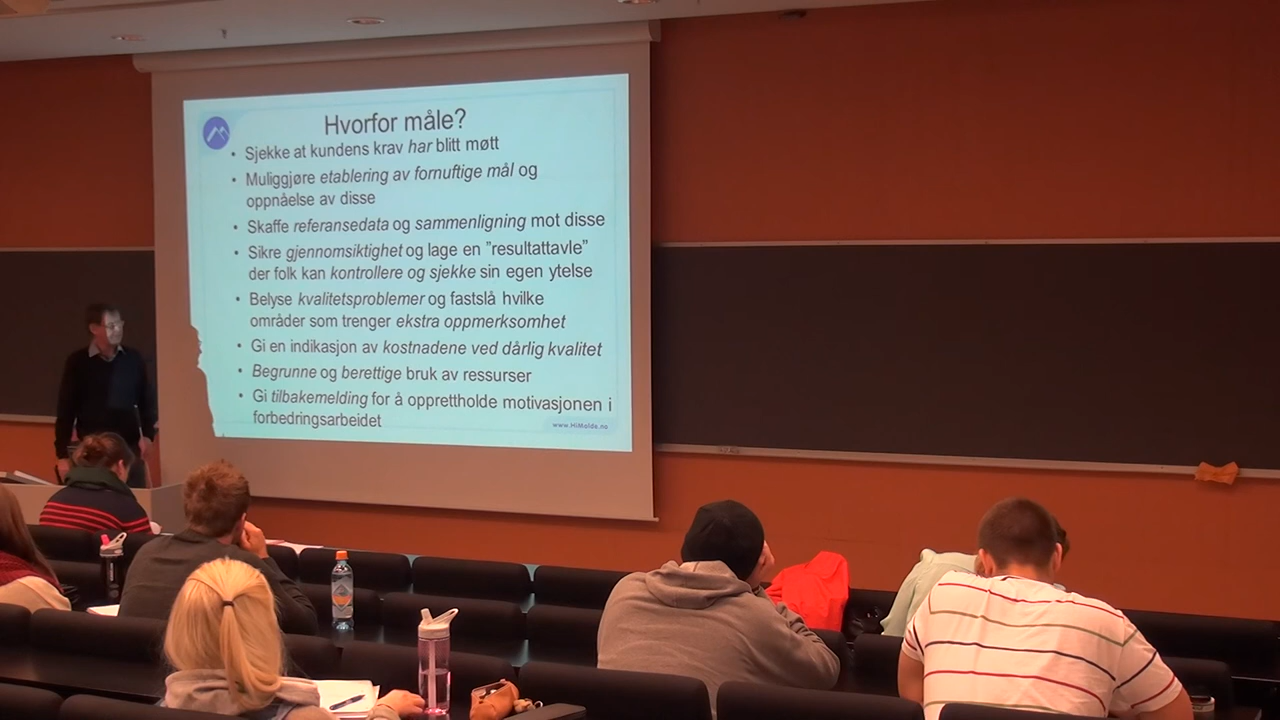 Hvorfor måle?
• Sjekke at kundens krav har blitt møtt
• Muliggjøre etablering av fornuftige mål og
oppnåelse av disse
• Skaffe referansedata og sammenligning mot disse
• Sikre gjennomsiktighet og lage en "resultattavle"
der folk kan kontrollere og sjekke sin egen ytelse
• Belyse kvalitetsproblemer og fastslå hvilke
områder som trenger ekstra oppmerksomhet
• Gi en indikasjon av kostnadene ved dårlig kvalitet
• Begrunne og berettige bruk av ressurser
• Gi tilbakemelding for å opprettholde motivasjonen i
forbedringsarbeidet
www.HiMolde.no